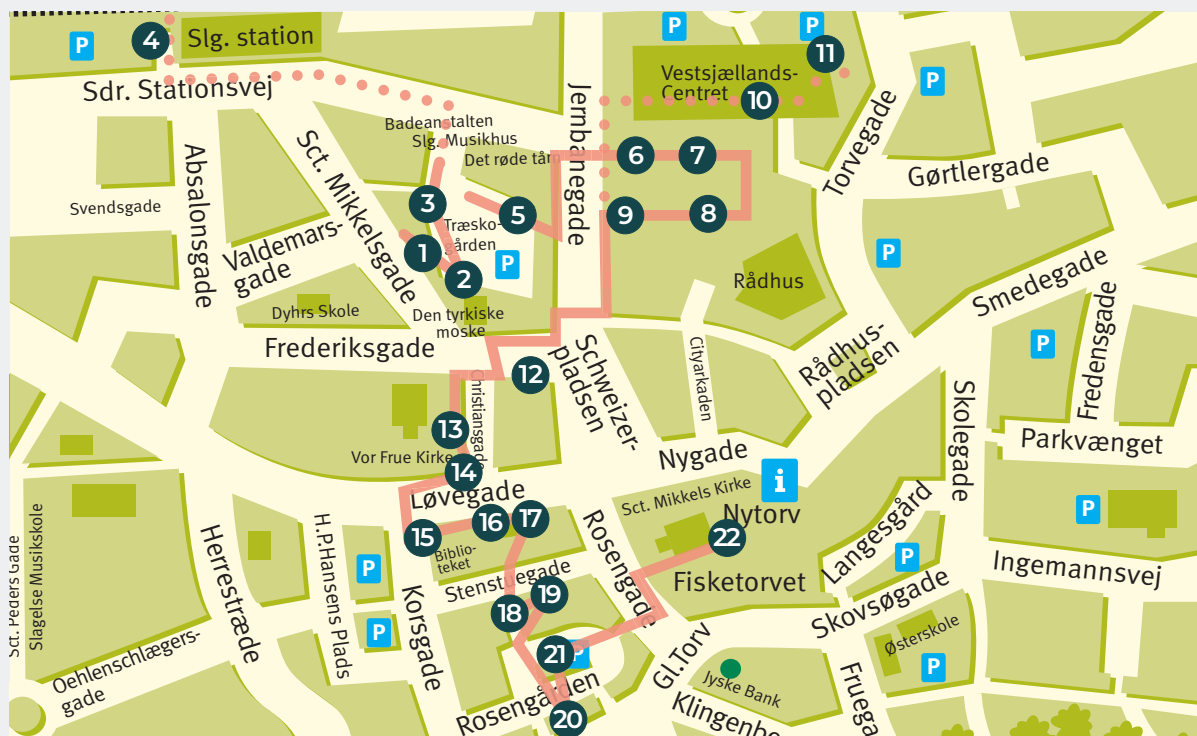 P
P
P
4
Slg. station
11
Vestsjællands-
Centret
10
P
Sdr. Stationsvej
Jernbanegade
Badeanstalten
Slg. Musikhus
Det røde tårn
Sct. Mikkelsgade
Absalonsgade
Torvegade
Gørtlergade
6
7
Svendsgade
3
5
9
8
Træsko-
gården
Valdemars-
gade
1
2
P
P
Rådhus
Smedegade
Dyhrs Skole
Den tyrkiske
moske
Frederiksgade
Schweizer-
pladsen
Cityarkaden
Rådhus-
pladsen
P
Fredensgade
12
Christiansgade
Skolegade
13
Vor Frue Kirke
14
Nygade
Parkvænget
Løvegade
Sct. Mikkels Kirke
i
Nytorv
15
16
17
22
Rosengade
Langesgård
P
Sct. Peders Gade
Slagelse Musikskole
Herrestræde
H.P.Hansens Plads
P
Biblio-
teket
Stenstuegade
Fisketorvet
P
Ingemannsvej
Korsgade
18
19
Skovsøgade
P
Østerskole
P
Oehlenschlægers-
gade
21
P
Gl.Torv
Jyske Bank
Fruega
Rosengården
20
Klingenbe